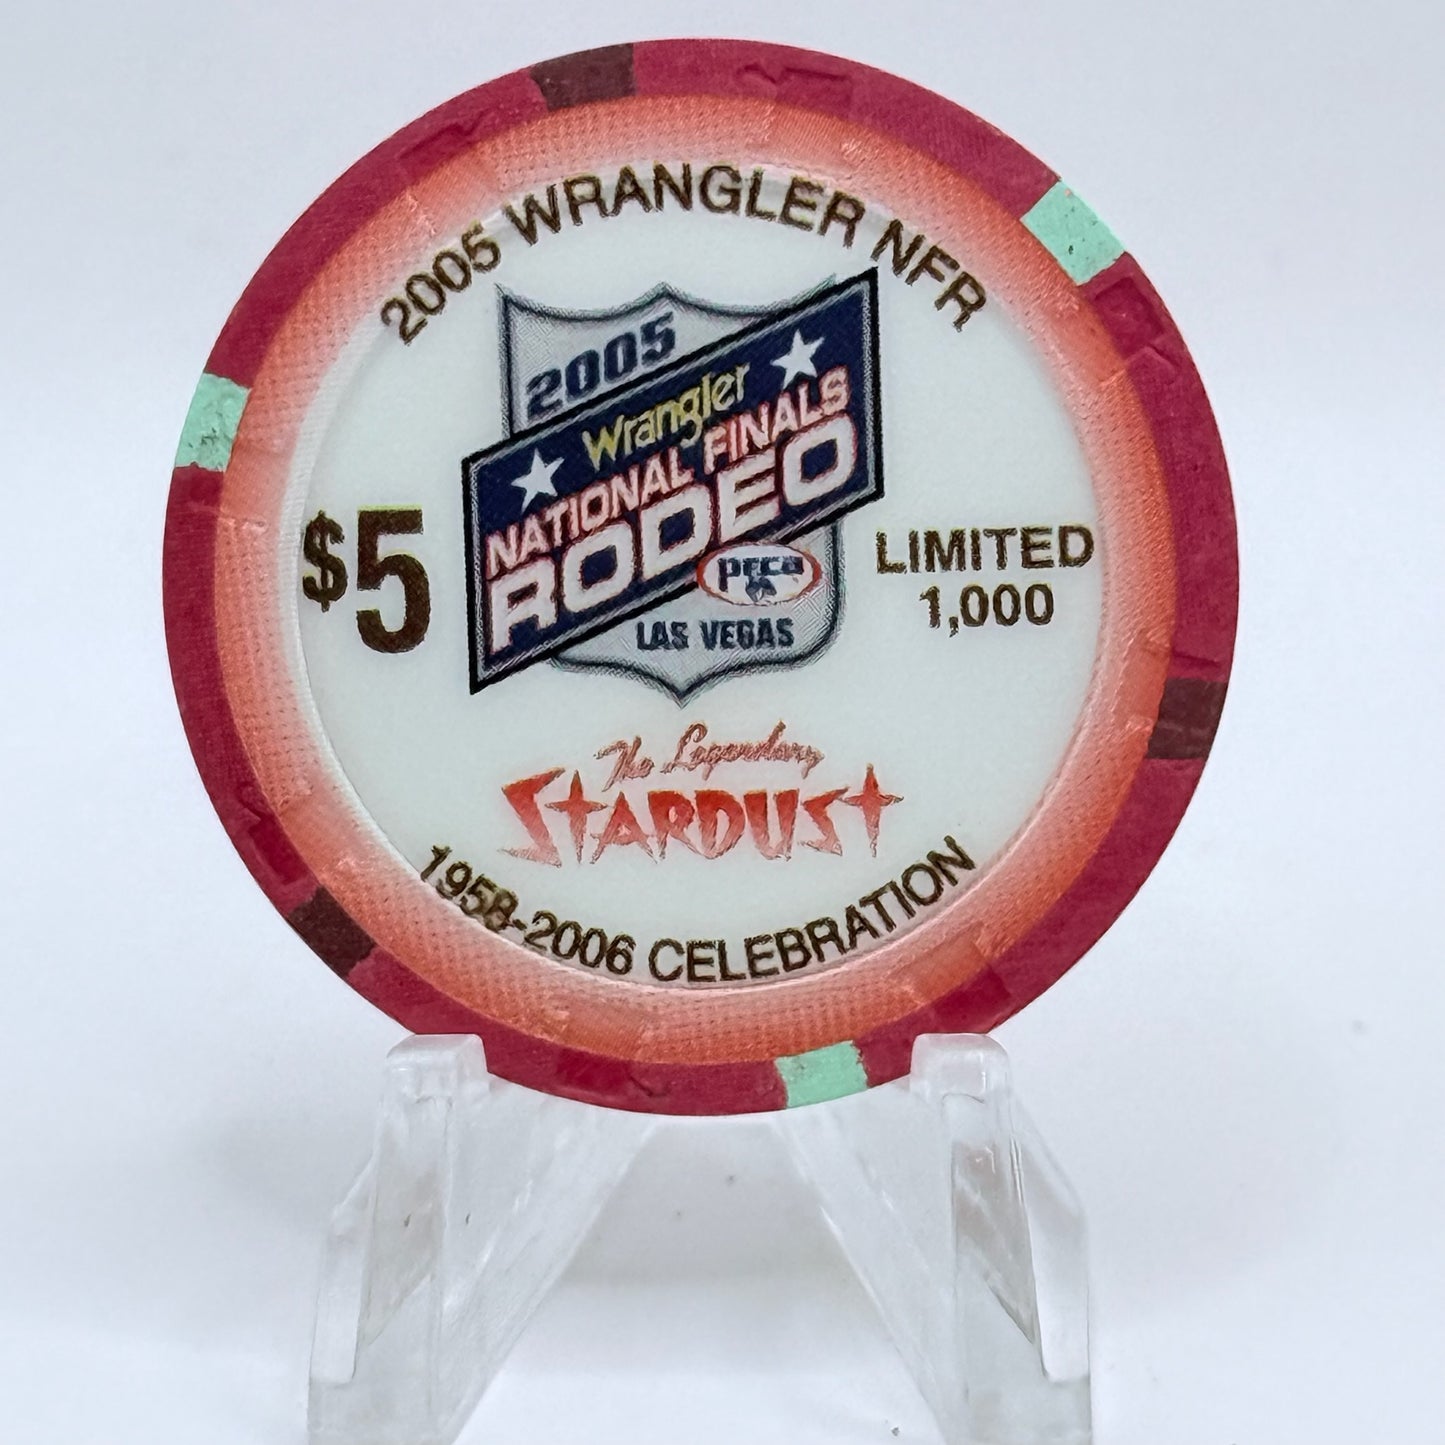 2005 WRANGLER NFR
2005
Wrangler
NATIONAL FINALS
RODEO
PRCA
LAS VEGAS
$5
LIMITED
1,000
The Legendary
STARDUST
1958-2006 CELEBRATION